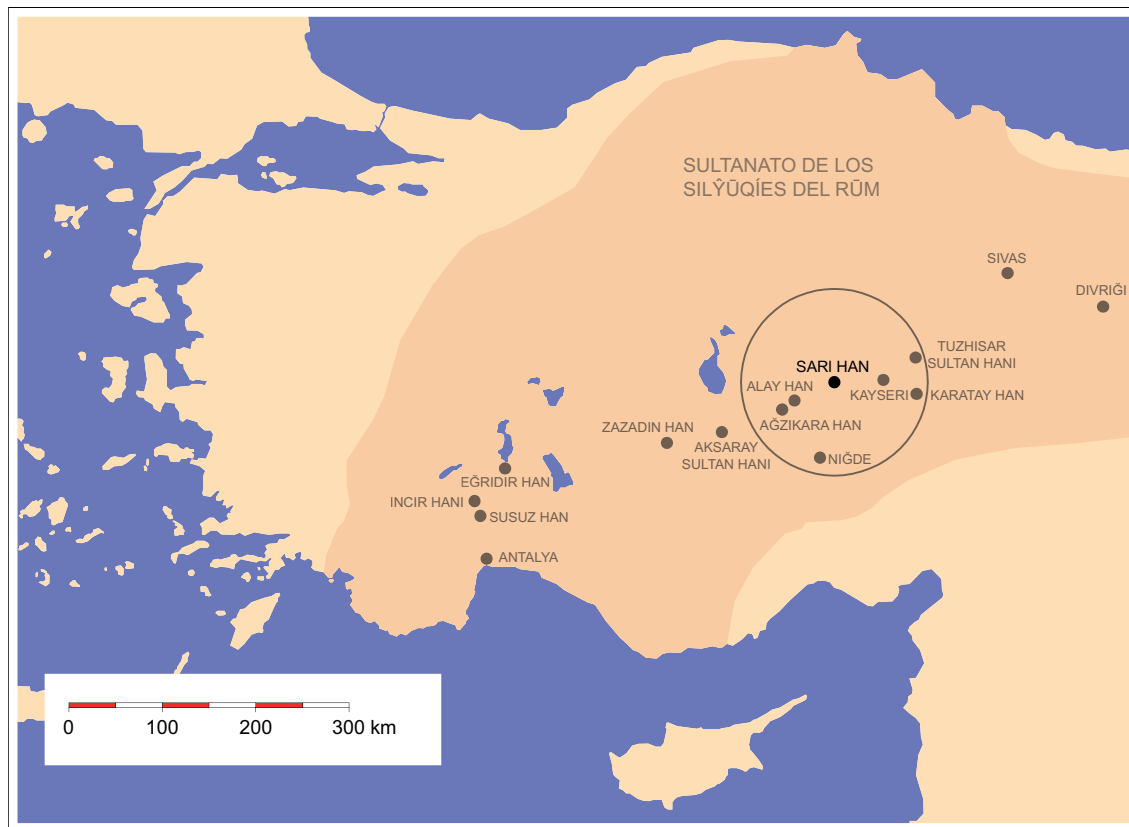 SULTANATO DE LOS
SILŶŪQÍES DEL RŪM
SIVAS
DIVRIĞI
TUZHISAR
SULTAN HANI
SARI HAN
ALAY HAN
KAYSERI
KARATAY HAN
AĞZIKARA HAN
ZAZADIN HAN
AKSARAY
SULTAN HANI
NIĞDE
EĞRIDIR HAN
INCIR HANI
SUSUZ HAN
ANTALYA
0 100 200 300 km